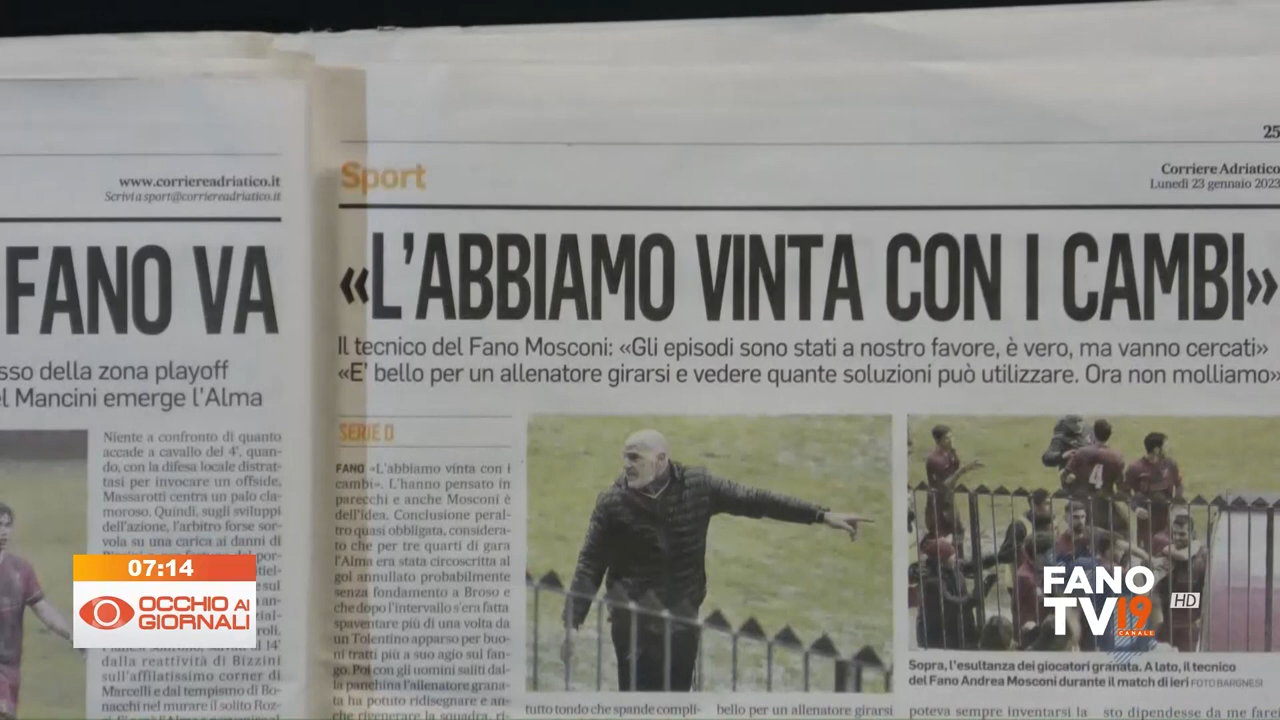 25
www.corriereadriatico.it
Scrivi a sport@corriereadriatico.it
Sport
Corriere Adriatico
Lunedì 23 gennaio 2023
FANO VA
«L'ABBIAMO VINTA CON I CAMBI»
sso della zona playoff
el Mancini emerge l'Alma
Il tecnico del Fano Mosconi: «Gli episodi sono stati a nostro favore, è vero, ma vanno cercati»
«E' bello per un allenatore girarsi e vedere quante soluzioni può utilizzare. Ora non molliamo»
Niente a confronto di quanto
accade a cavallo del 4', quan-
do, con la difesa locale distrat-
tasi per invocare un offside,
Massarotti centra un palo cla-
moroso. Quindi, sugli sviluppi
dell'azione, l'arbitro forse sor-
vola su una carica ai danni di
dalla reattività di Bizzini
sull'affilatissimo corner di
Marcelli e dal tempismo di Bo-
nacchi nel murare il solito Roz-
SERIE D
FANO «L'abbiamo vinta con i
cambi». L'hanno pensato in
parecchi e anche Mosconi è
dell'idea. Conclusione peral-
tro quasi obbligata, considera-
to che per tre quarti di gara
l'Alma era stata circoscritta al
gol annullato probabilmente
senza fondamento a Broso e
che dopo l'intervallo s'era fatta
spaventare più di una volta da
un Tolentino apparso per buo-
ni tratti più a suo agio sul fan-
go. Poi con gli uomini saliti dal-
la panchina l'allenatore grana-
ta ha potuto ridisegnare e an-
che rigenerare la squadra, ri-
4
Sopra, l'esultanza dei giocatori granata. A lato, il tecnico
del Fano Andrea Mosconi durante il match di ieri FOTO BARGNESI
tutto tondo che spande compli-
bello per un allenatore girarsi
poteva sempre inventarsi la
sto dipendesse da me farei
07:14
OCCHIO AI
GIORNALI
FANO
TV19
CANALE
HD